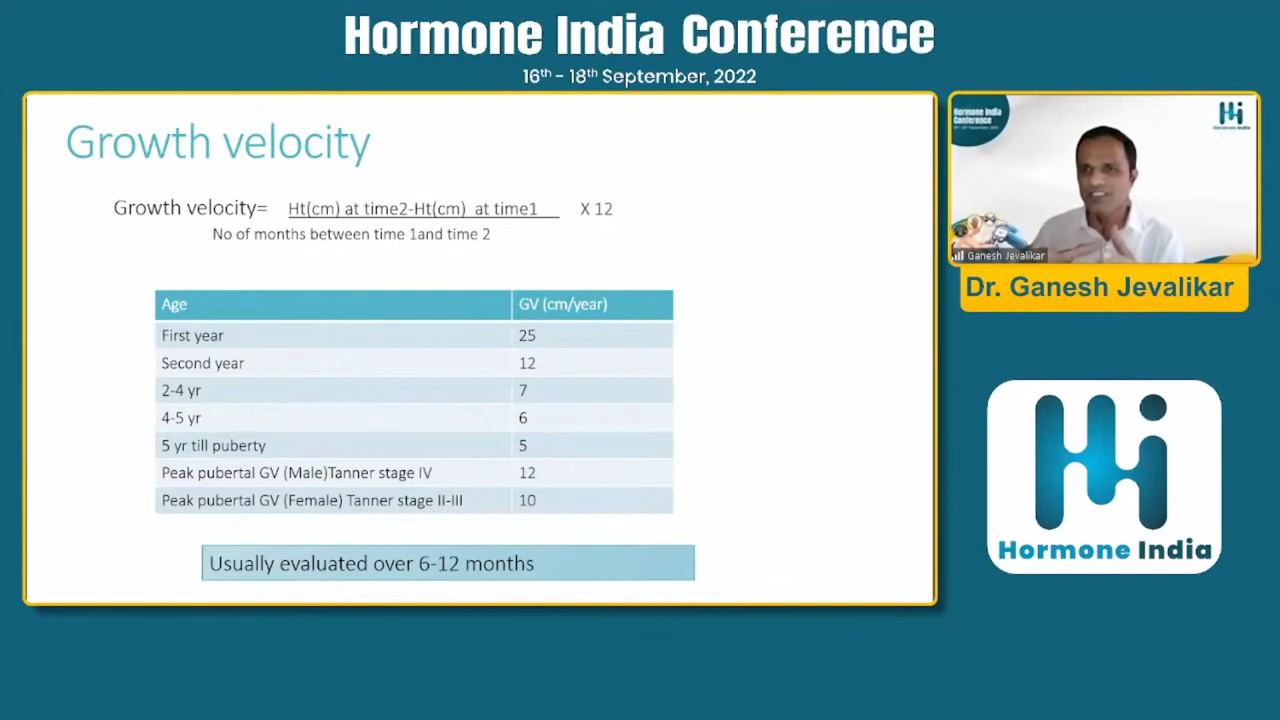 Hormone India Conference
16th - 18th September, 2022
Growth velocity
Growth velocity= Ht(cm) at time2-Ht(cm) at time1 X 12
No of months between time 1and time 2
Age GV (cm/year)
First year 25
Second year 12
2-4 yr 7
4-5 yr 6
5 yr till puberty 5
Peak pubertal GV (Male)Tanner stage IV 12
Peak pubertal GV (Female) Tanner stage II-III 10
Usually evaluated over 6-12 months
Hormone India
Conference
Hormone India
Ganesh Jevalikar
Dr. Ganesh Jevalikar
Hormone India